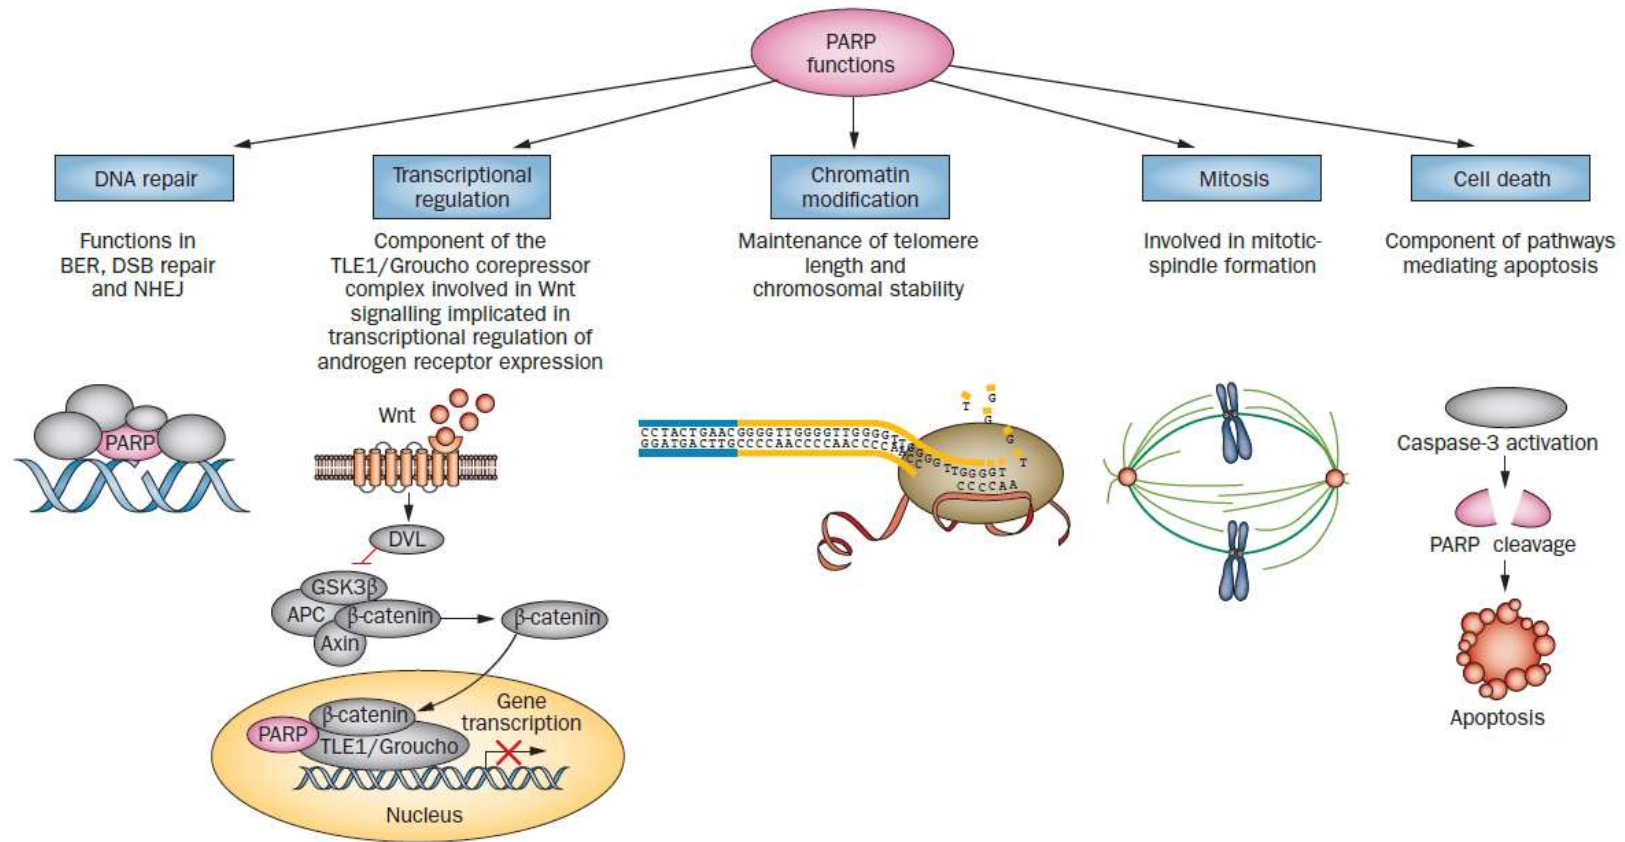 PARP
functions
DNA repair
Functions in
BER, DSB repair
and NHEJ
PARP
Transcriptional
regulation
Component of the
TLE1/Groucho corepressor
complex involved in Wnt
signalling implicated in
transcriptional regulation of
androgen receptor expression
Wnt
DVL
GSK3β
APC
β-catenin
Axin
β-catenin
β-catenin
PARP
TLE1/Groucho
Gene
transcription
Nucleus
Chromatin
modification
Maintenance of telomere
length and
chromosomal stability
T
G
G
G
T
CCTACTGAACGGGGTTGGGGTTGGGGTT
GGATGACTTGCCCCAACCCCAACCCCA
GGGGTTGGGGT
CCCCAA
Mitosis
Involved in mitotic-
spindle formation
Cell death
Component of pathways
mediating apoptosis
Caspase-3 activation
PARP cleavage
Apoptosis